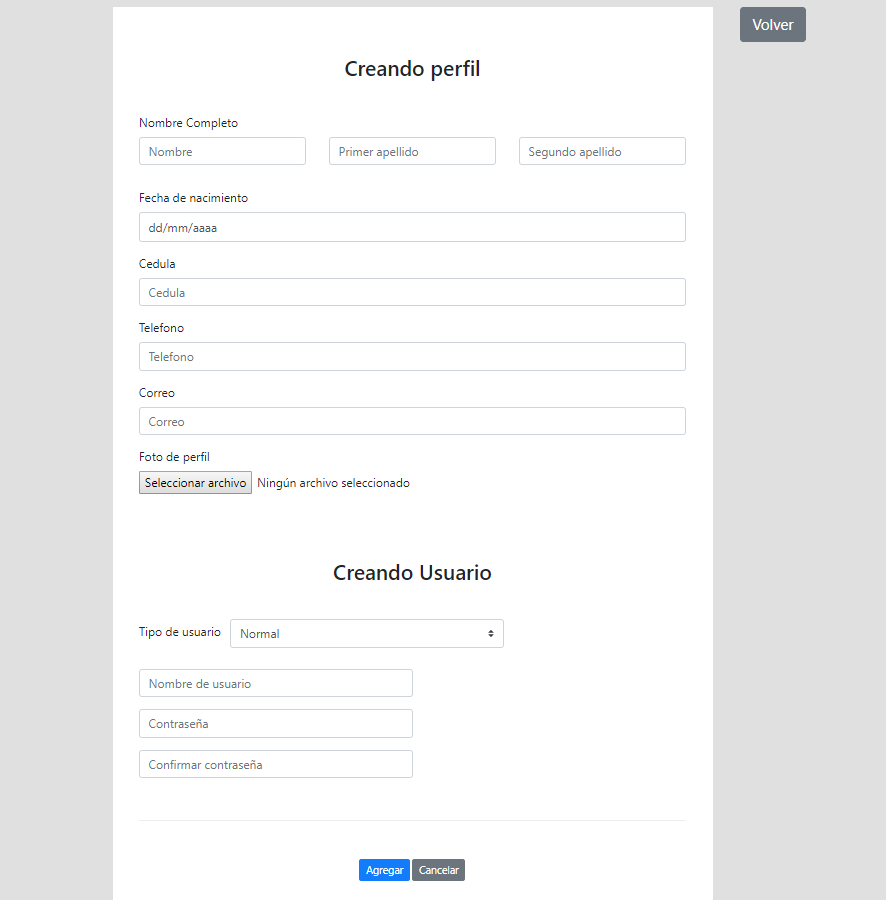 Volver
Creando perfil
Nombre Completo
Nombre Primer apellido Segundo apellido
Fecha de nacimiento
dd/mm/aaaa
Cedula
Cedula
Telefono
Telefono
Correo
Correo
Foto de perfil
Seleccionar archivo Ningún archivo seleccionado
Creando Usuario
Tipo de usuario Normal
Nombre de usuario
Contraseña
Confirmar contraseña
Agregar Cancelar